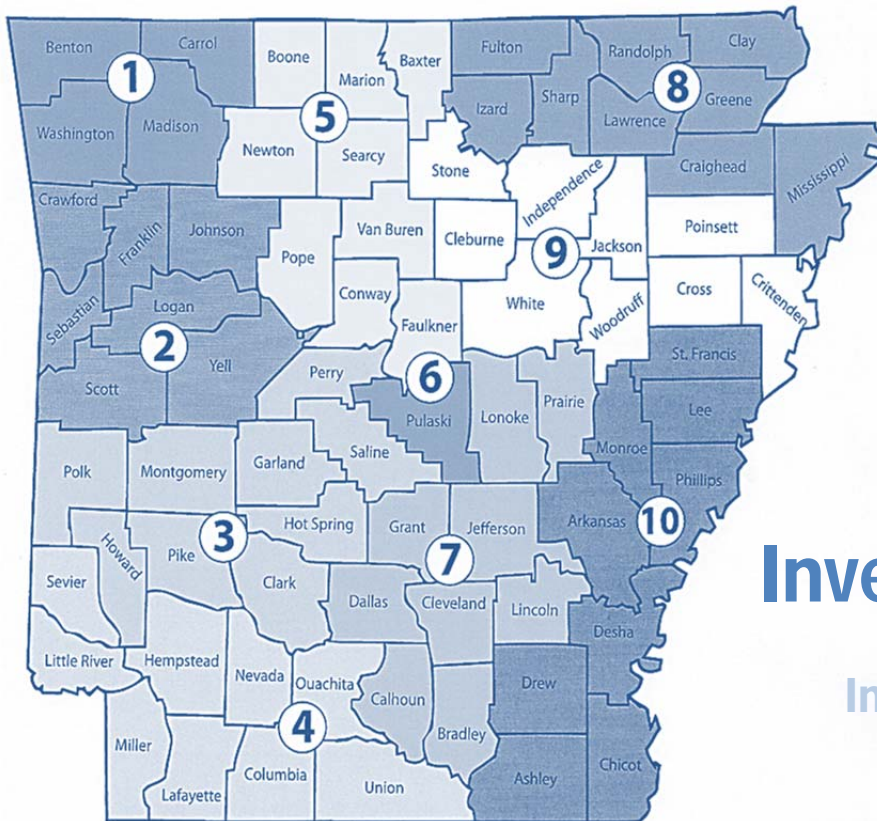 Benton
Carrol
Boone
Marion
Baxter
Fulton
Randolph
Clay
1
5
8
Izard
Sharp
Lawrence
Greene
Washington
Madison
Newton
Searcy
Stone
Independence
Craighead
Mississippi
Crawford
Franklin
Johnson
Pope
Van Buren
Cleburne
9
Jackson
Poinsett
Sebastian
Logan
Conway
White
Woodruff
Cross
Crittenden
2
Yell
Faulkner
6
St. Francis
Scott
Perry
Pulaski
Lonoke
Prairie
Lee
Monroe
Polk
Montgomery
Garland
Saline
Phillips
Howard
Pike
3
Hot Spring
Grant
Jefferson
Arkansas
10
Sevier
Clark
7
Inve
Dallas
Cleveland
Lincoln
Desha
Little River
Hempstead
Nevada
Ouachita
Calhoun
Bradley
Drew
In
4
Miller
Lafayette
Columbia
Union
Ashley
Chicot